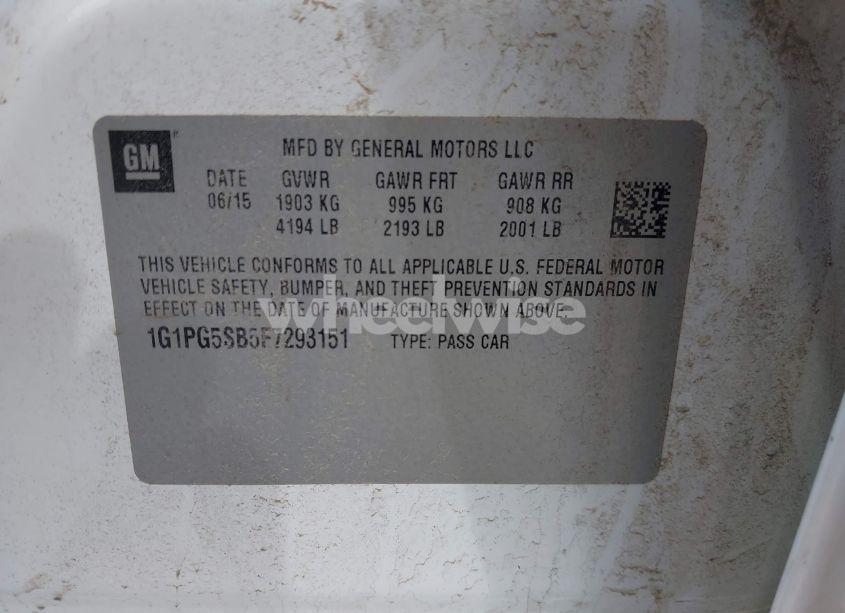 GM
MFD BY GENERAL MOTORS LLC
DATE GVWR GAWR FRT GAWR RR
06/15 1903 KG 995 KG 908 KG
4194 LB 2193 LB 2001 LB
THIS VEHICLE CONFORMS TO ALL APPLICABLE U.S. FEDERAL MOTOR
VEHICLE SAFETY, BUMPER, AND THEFT PREVENTION STANDARDS IN
EFFECT ON THE DATE OF MANUFACTURE SHOWN ABOVE.
wheelwise
1G1PG5SB5F7293151 TYPE: PASS CAR